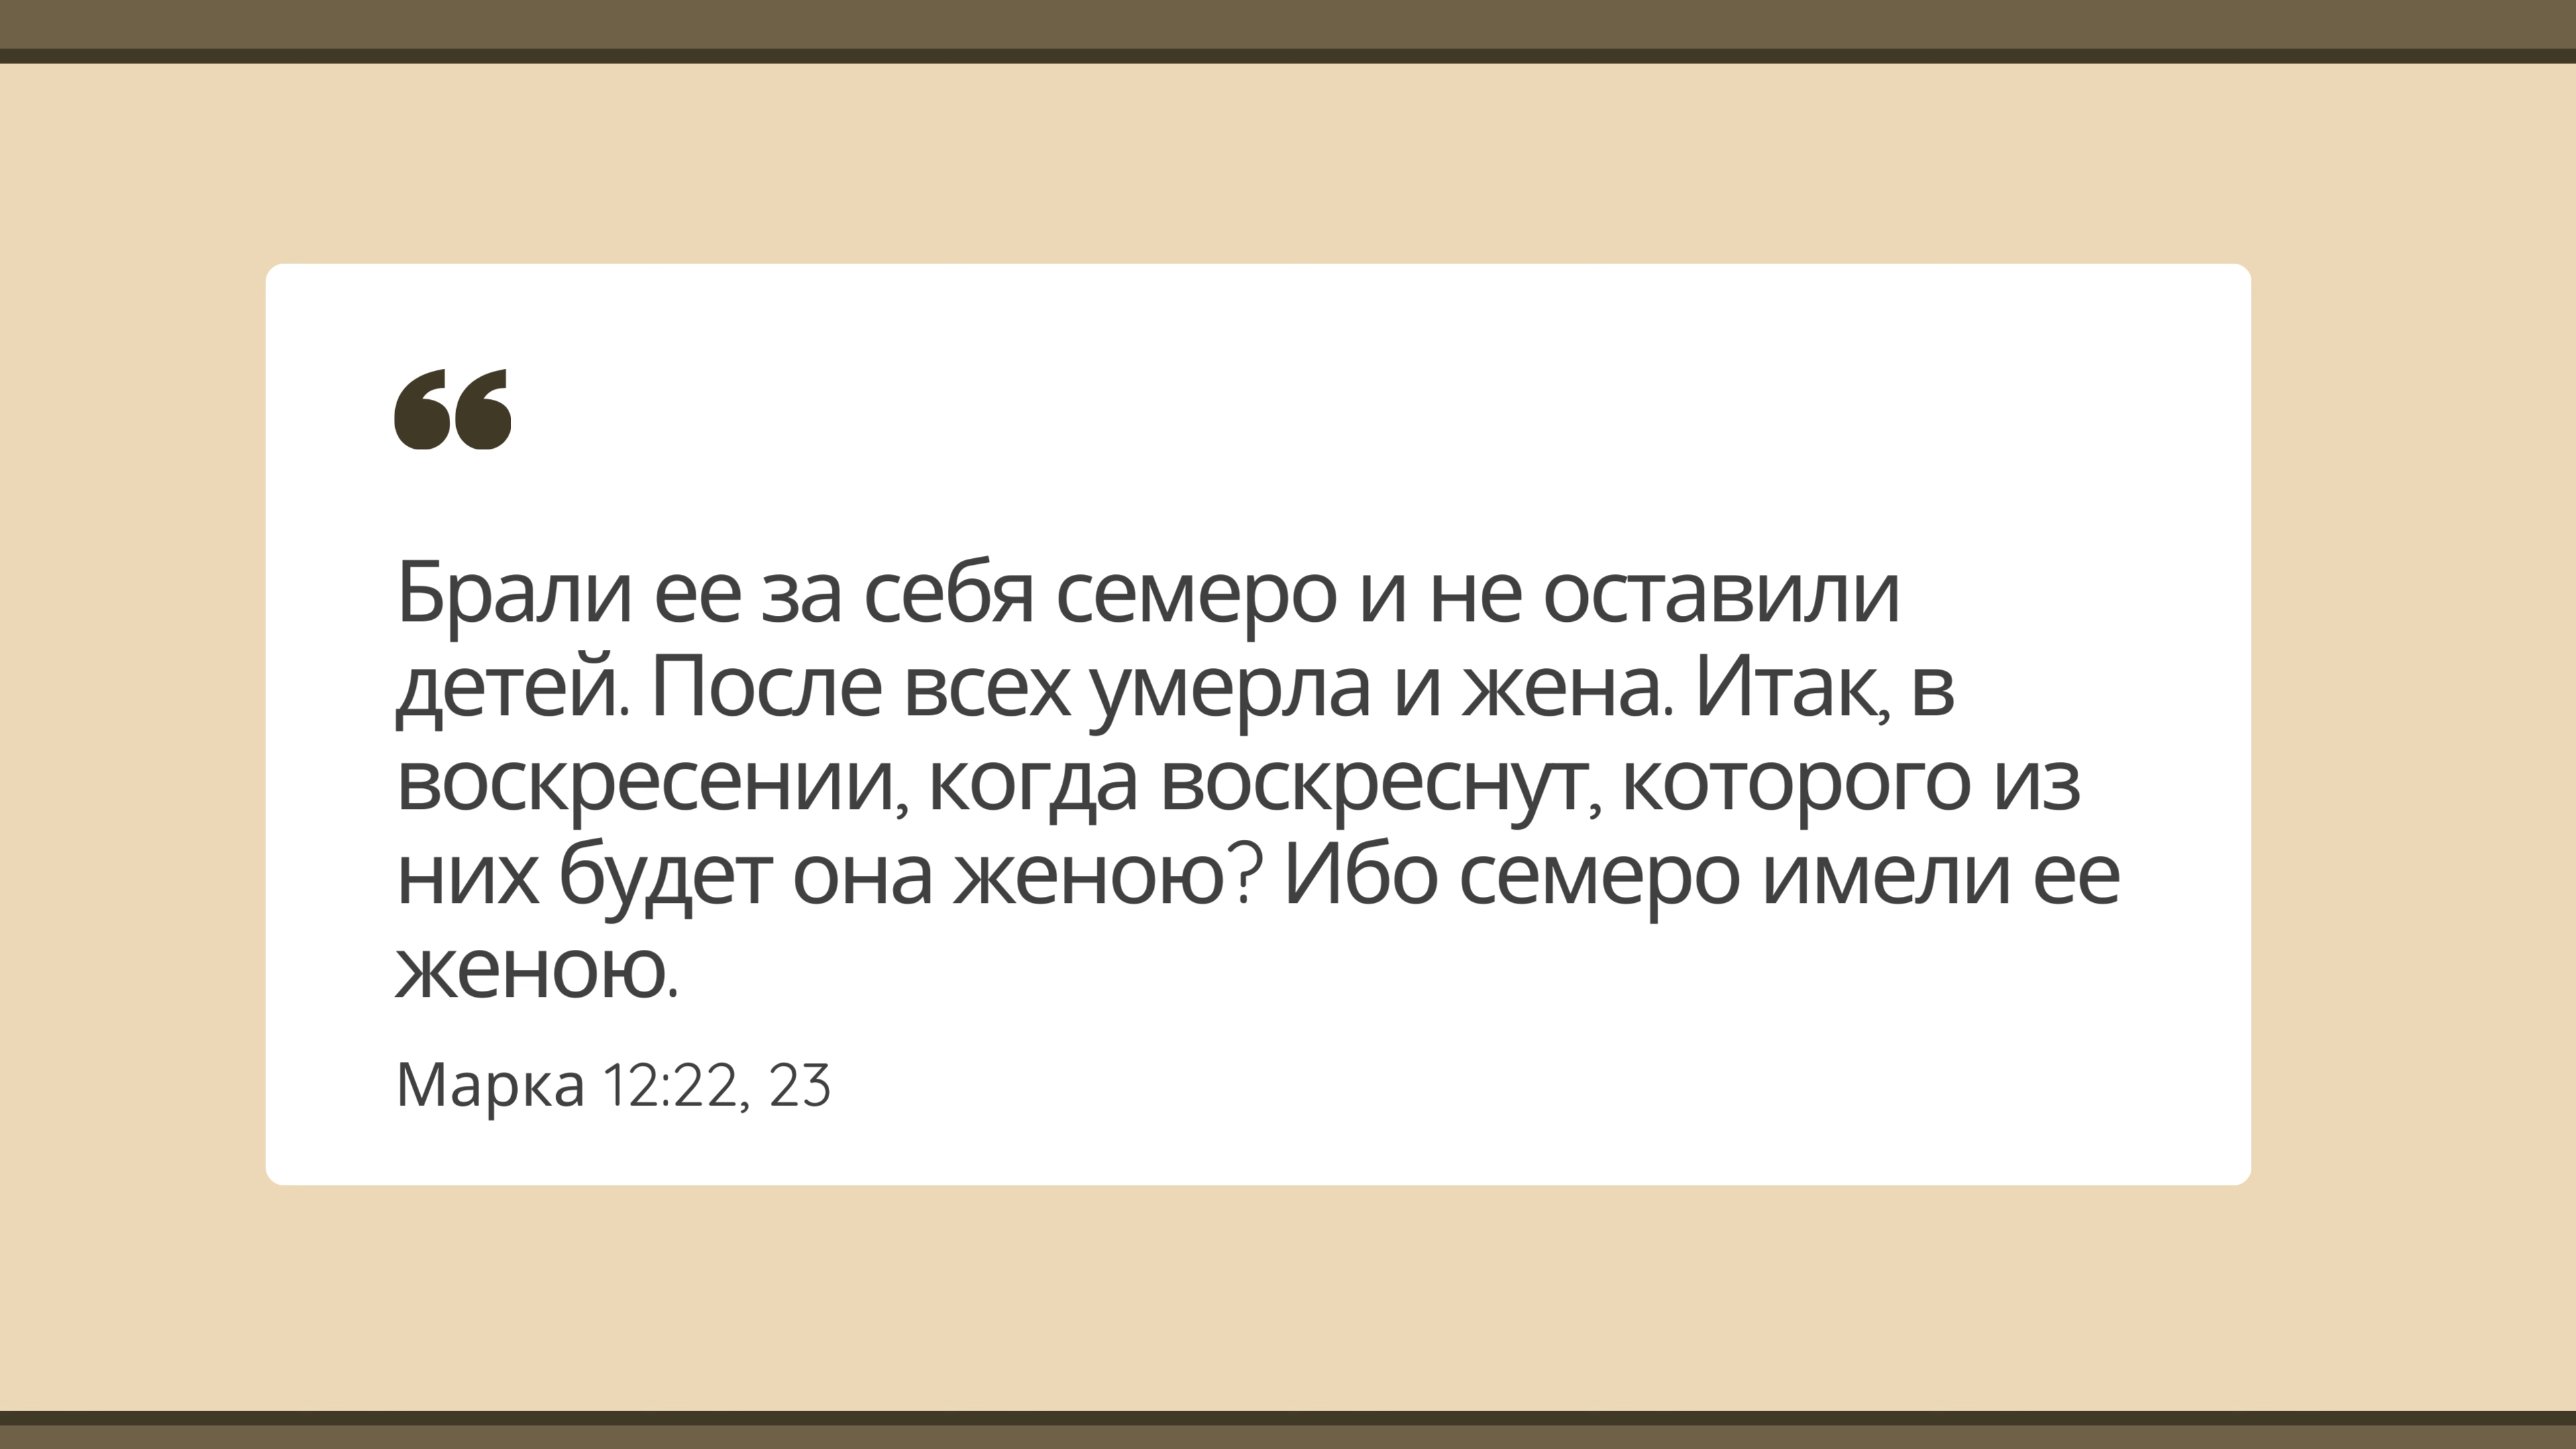 “
Брали ее за себя семеро и не оставили
детей. После всех умерла и жена. Итак, в
воскресении, когда воскреснут, которого из
них будет она женою? Ибо семеро имели ее
женою.
Марка 12:22, 23